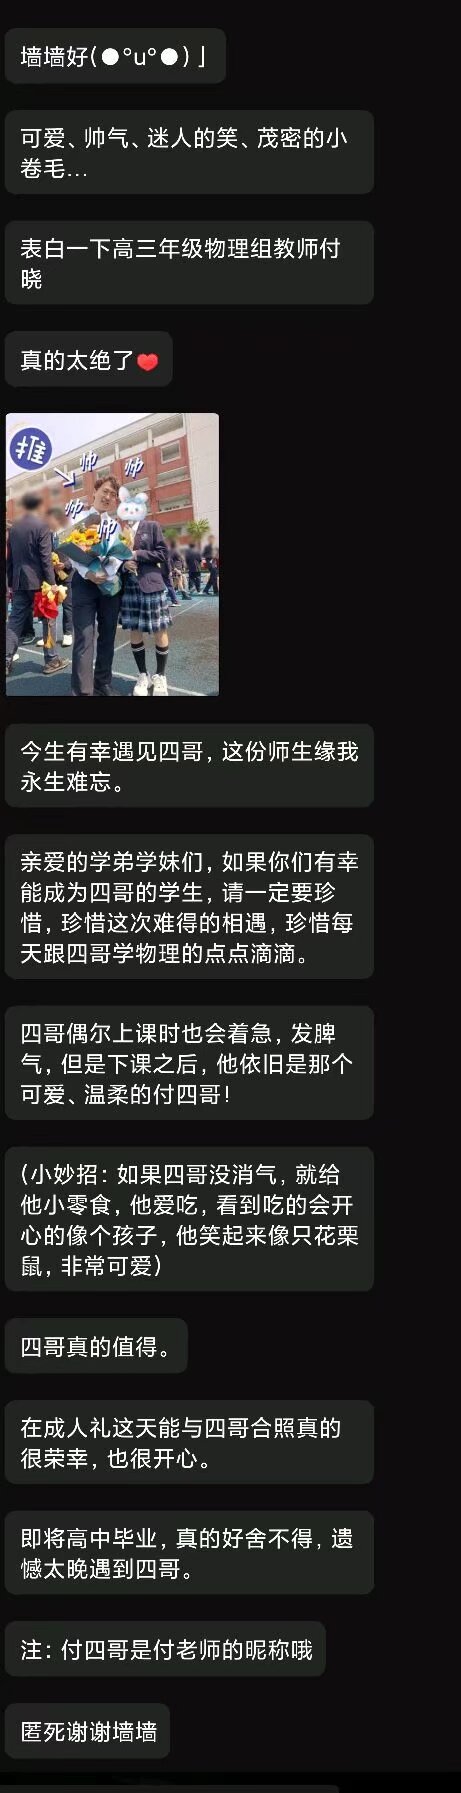 墙墙好(●°u°●)」
可爱、帅气、迷人的笑、茂密的小
卷毛...
表白一下高三年级物理组教师付
晓
真的太绝了❤
推
帅
帅
帅
帅
今生有幸遇见四哥，这份师生缘我
永生难忘。
亲爱的学弟学妹们，如果你们有幸
能成为四哥的学生，请一定要珍
惜，珍惜这次难得的相遇，珍惜每
天跟四哥学物理的点点滴滴。
四哥偶尔上课时也会着急，发脾
气，但是下课之后，他依旧是那个
可爱、温柔的付四哥！
(小妙招：如果四哥没消气，就给
他小零食，他爱吃，看到吃的会开
心的像个孩子，他笑起来像只花栗
鼠，非常可爱)
四哥真的值得。
在成人礼这天能与四哥合照真的
很荣幸，也很开心。
即将高中毕业，真的好舍不得，遗
憾太晚遇到四哥。
注：付四哥是付老师的昵称哦
匿死谢谢墙墙